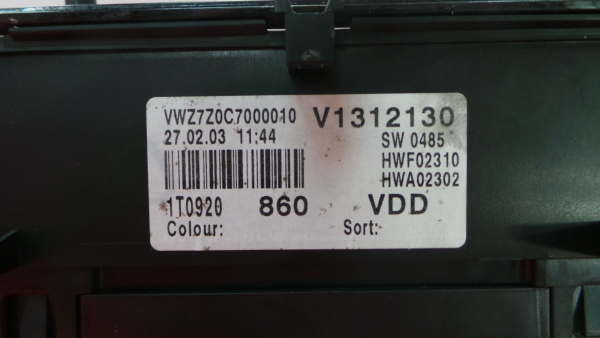 VWZ7Z0C7000010 V1312130
27.02.03 11:44 SW 0485
HWF02310
HWA02302
1T0920 860 VDD
Colour: Sort: